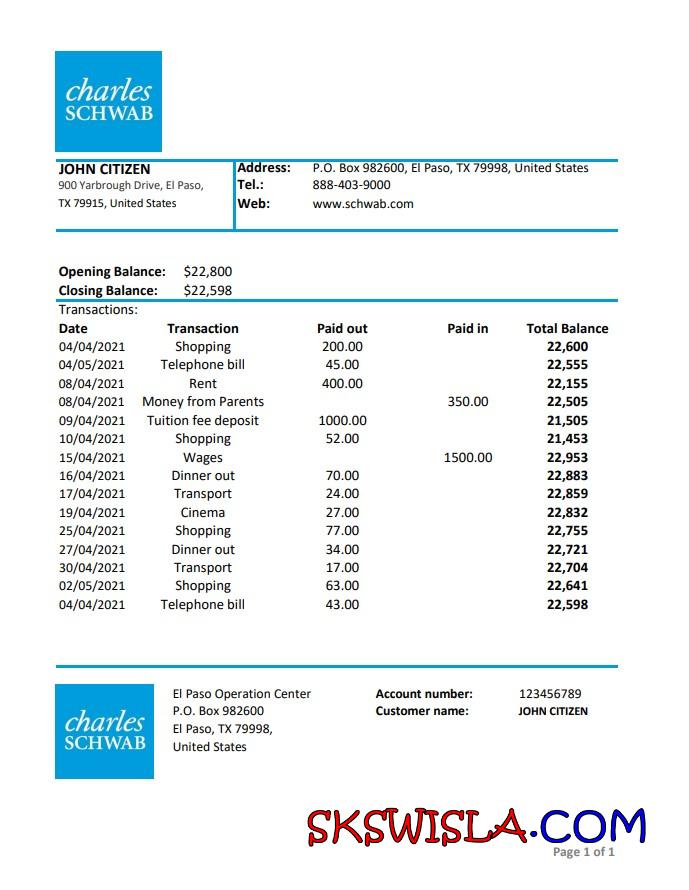 charles
SCHWAB
JOHN CITIZEN
900 Yarbrough Drive, El Paso,
TX 79915, United States
Address: P.O. Box 982600, El Paso, TX 79998, United States
Tel.: 888-403-9000
Web: www.schwab.com
Opening Balance: $22,800
Closing Balance: $22,598
Transactions:
Date Transaction Paid out Paid in Total Balance
04/04/2021 Shopping 200.00 22,600
04/05/2021 Telephone bill 45.00 22,555
08/04/2021 Rent 400.00 22,155
08/04/2021 Money from Parents 350.00 22,505
09/04/2021 Tuition fee deposit 1000.00 21,505
10/04/2021 Shopping 52.00 21,453
15/04/2021 Wages 1500.00 22,953
16/04/2021 Dinner out 70.00 22,883
17/04/2021 Transport 24.00 22,859
19/04/2021 Cinema 27.00 22,832
25/04/2021 Shopping 77.00 22,755
27/04/2021 Dinner out 34.00 22,721
30/04/2021 Transport 17.00 22,704
02/05/2021 Shopping 63.00 22,641
04/04/2021 Telephone bill 43.00 22,598
charles
SCHWAB
El Paso Operation Center
P.O. Box 982600
El Paso, TX 79998,
United States
Account number: 123456789
Customer name: JOHN CITIZEN
SKSWISLA.COM
Page 1 of 1